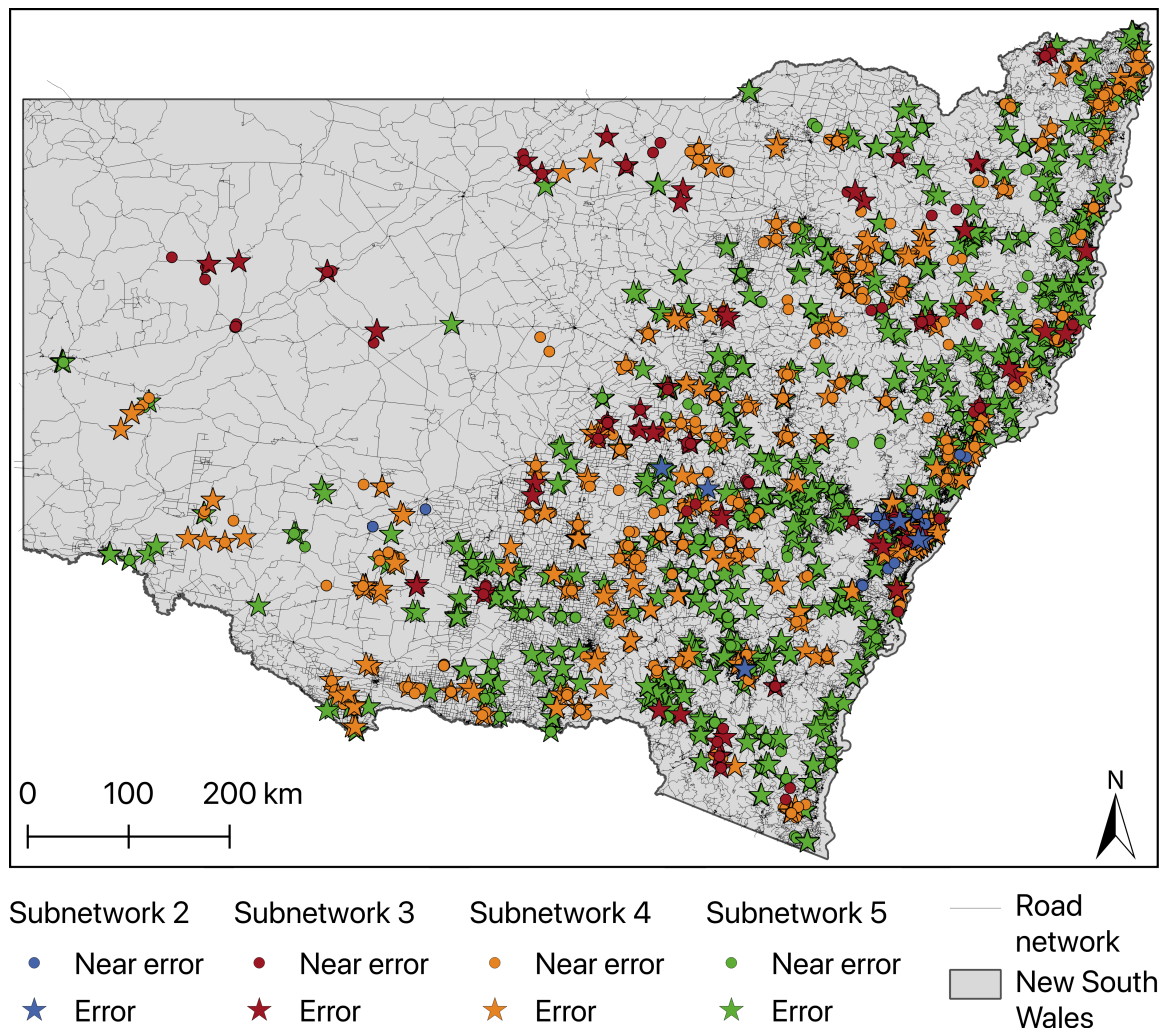 N
0 100 200 km
Subnetwork 2 Subnetwork 3 Subnetwork 4 Subnetwork 5
Near error Near error Near error Near error
Error Error Error Error
Road
network
New South
Wales